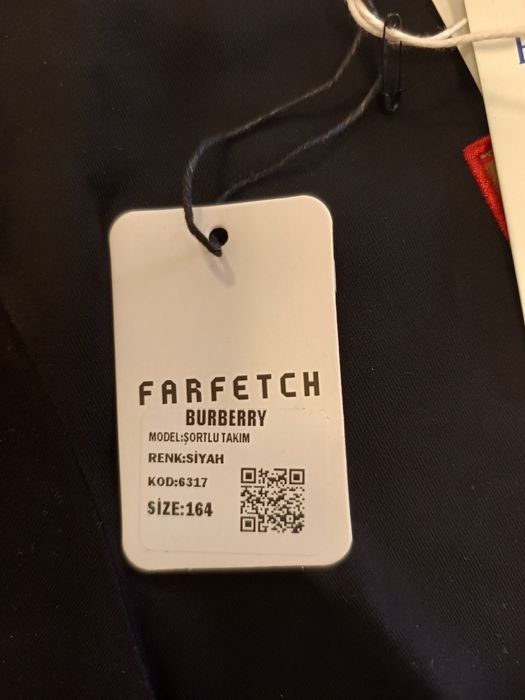 FARFETCH
BURBERRY
MODEL:ŞORTLU TAKIM
RENK:SİYAH
KOD:6317
SİZE:164